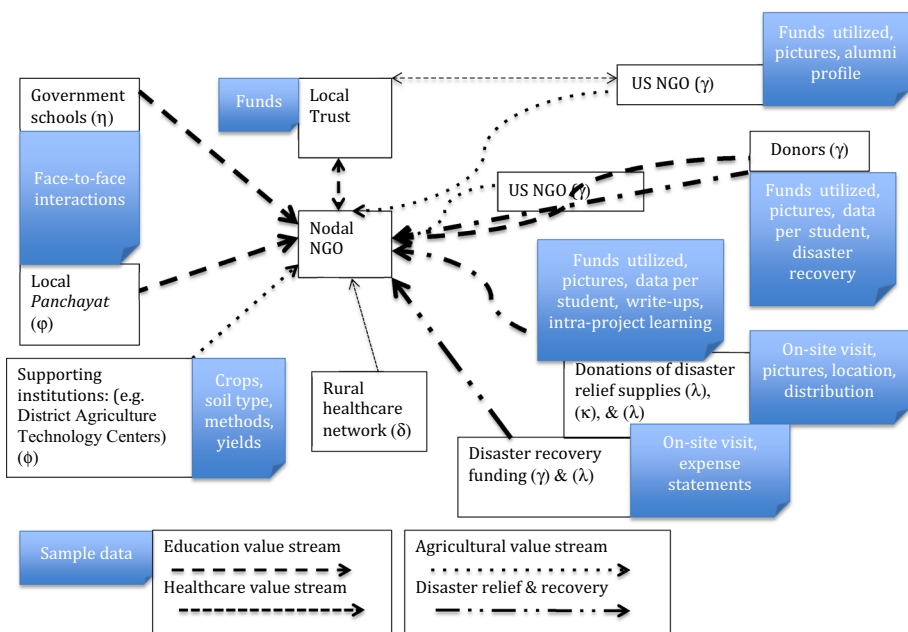 Government
schools (η)
Face-to-face
interactions
Local
Panchayat
(φ)
Funds
Local
Trust
US NGO (γ)
Funds utilized,
pictures, alumni
profile
Donors (γ)
Funds utilized,
pictures, data
per student,
disaster
recovery
US NGO (γ)
Nodal
NGO
Funds utilized,
pictures, data per
student, write-ups,
intra-project learning
Supporting
institutions: (e.g.
District Agriculture
Technology Centers)
(ϕ)
Crops,
soil type,
methods,
yields
Rural
healthcare
network (δ)
Donations of disaster
relief supplies (λ),
(κ), & (λ)
On-site visit,
pictures, location,
distribution
Disaster recovery
funding (γ) & (λ)
On-site visit,
expense
statements
Sample data
Education value stream
Healthcare value stream
Agricultural value stream
Disaster relief & recovery